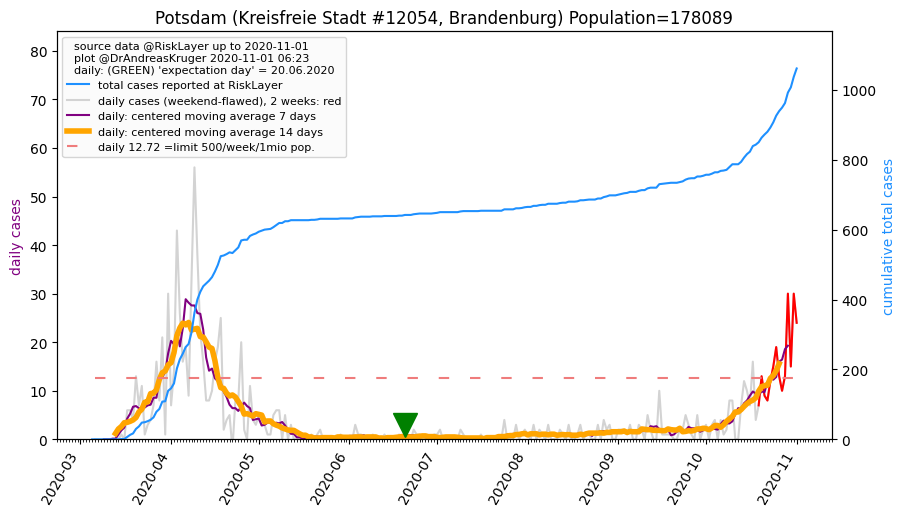 Potsdam (Kreisfreie Stadt #12054, Brandenburg) Population=178089
source data @RiskLayer up to 2020-11-01
plot @DrAndreasKruger 2020-11-01 06:23
daily: (GREEN) 'expectation day' = 20.06.2020
total cases reported at RiskLayer
daily cases (weekend-flawed), 2 weeks: red
daily: centered moving average 7 days
daily: centered moving average 14 days
daily 12.72 =limit 500/week/1mio pop.
daily cases
80
70
60
50
40
30
20
10
0
cumulative total cases
1000
800
600
400
200
0
2020-03
2020-04
2020-05
2020-06
2020-07
2020-08
2020-09
2020-10
2020-11